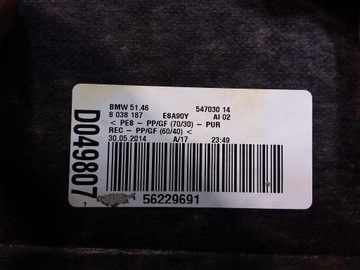 BMW 51.46 547030 14
8 038 187 E8A90Y AI 02
< PES - PP/GF (70/30) - PUR
REC - PP/GF (60/40) <
30.05.2014 A/17 23:49
D049807
56229691